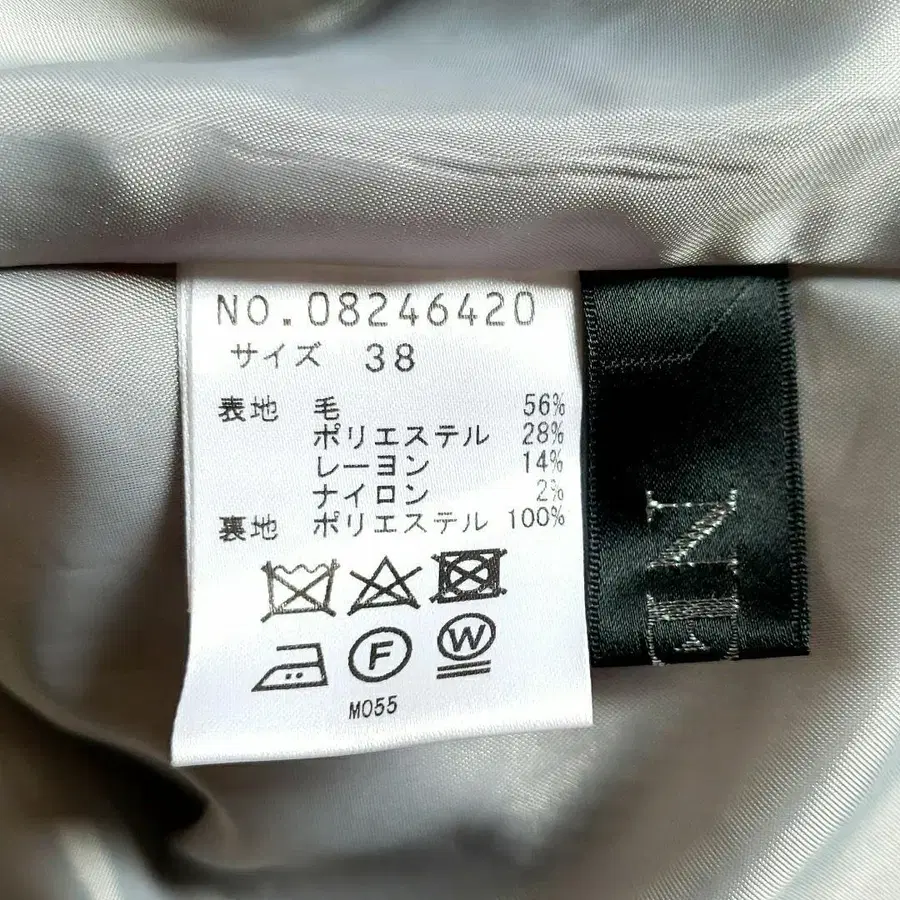 NO.08246420
サイズ 38
表地 毛 56%
ポリエステル 28%
レーヨン 14%
ナイロン 2%
裏地 ポリエステル 100%
F W
M055